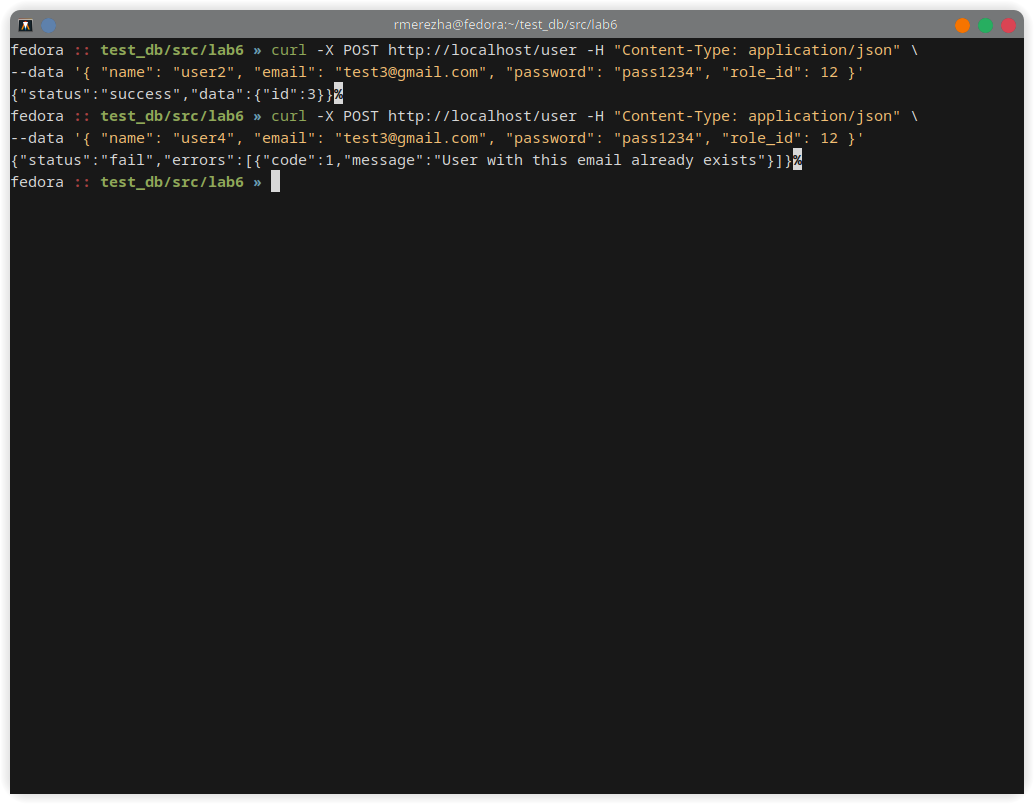 rmerezha@fedora:~/test_db/src/lab6
fedora :: test_db/src/lab6 » curl -X POST http://localhost/user -H "Content-Type: application/json" \
--data '{ "name": "user2", "email": "test3@gmail.com", "password": "pass1234", "role_id": 12 }'
{"status":"success","data":{"id":3}}%
fedora :: test_db/src/lab6 » curl -X POST http://localhost/user -H "Content-Type: application/json" \
--data '{ "name": "user4", "email": "test3@gmail.com", "password": "pass1234", "role_id": 12 }'
{"status":"fail","errors":[{"code":1,"message":"User with this email already exists"}]}%
fedora :: test_db/src/lab6 »